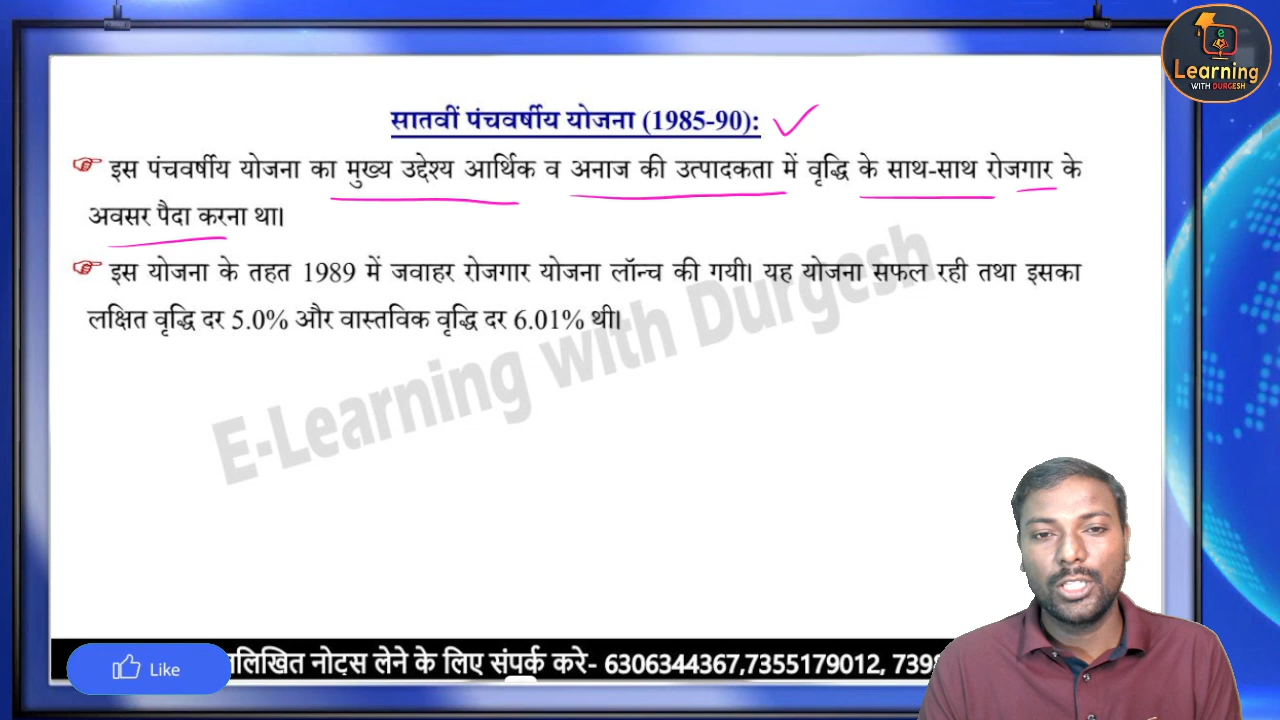 e
Learning
WITH DURGESH
सातवीं पंचवर्षीय योजना (1985-90):
इस पंचवर्षीय योजना का मुख्य उद्देश्य आर्थिक व अनाज की उत्पादकता में वृद्धि के साथ-साथ रोजगार के
अवसर पैदा करना था।
इस योजना के तहत 1989 में जवाहर रोजगार योजना लॉन्च की गयी। यह योजना सफल रही तथा इसका
लक्षित वृद्धि दर 5.0% और वास्तविक वृद्धि दर 6.01% थी।
E-Learning with Durgesh
Like
लिखित नोट्स लेने के लिए संपर्क करे- 6306344367,7355179012,